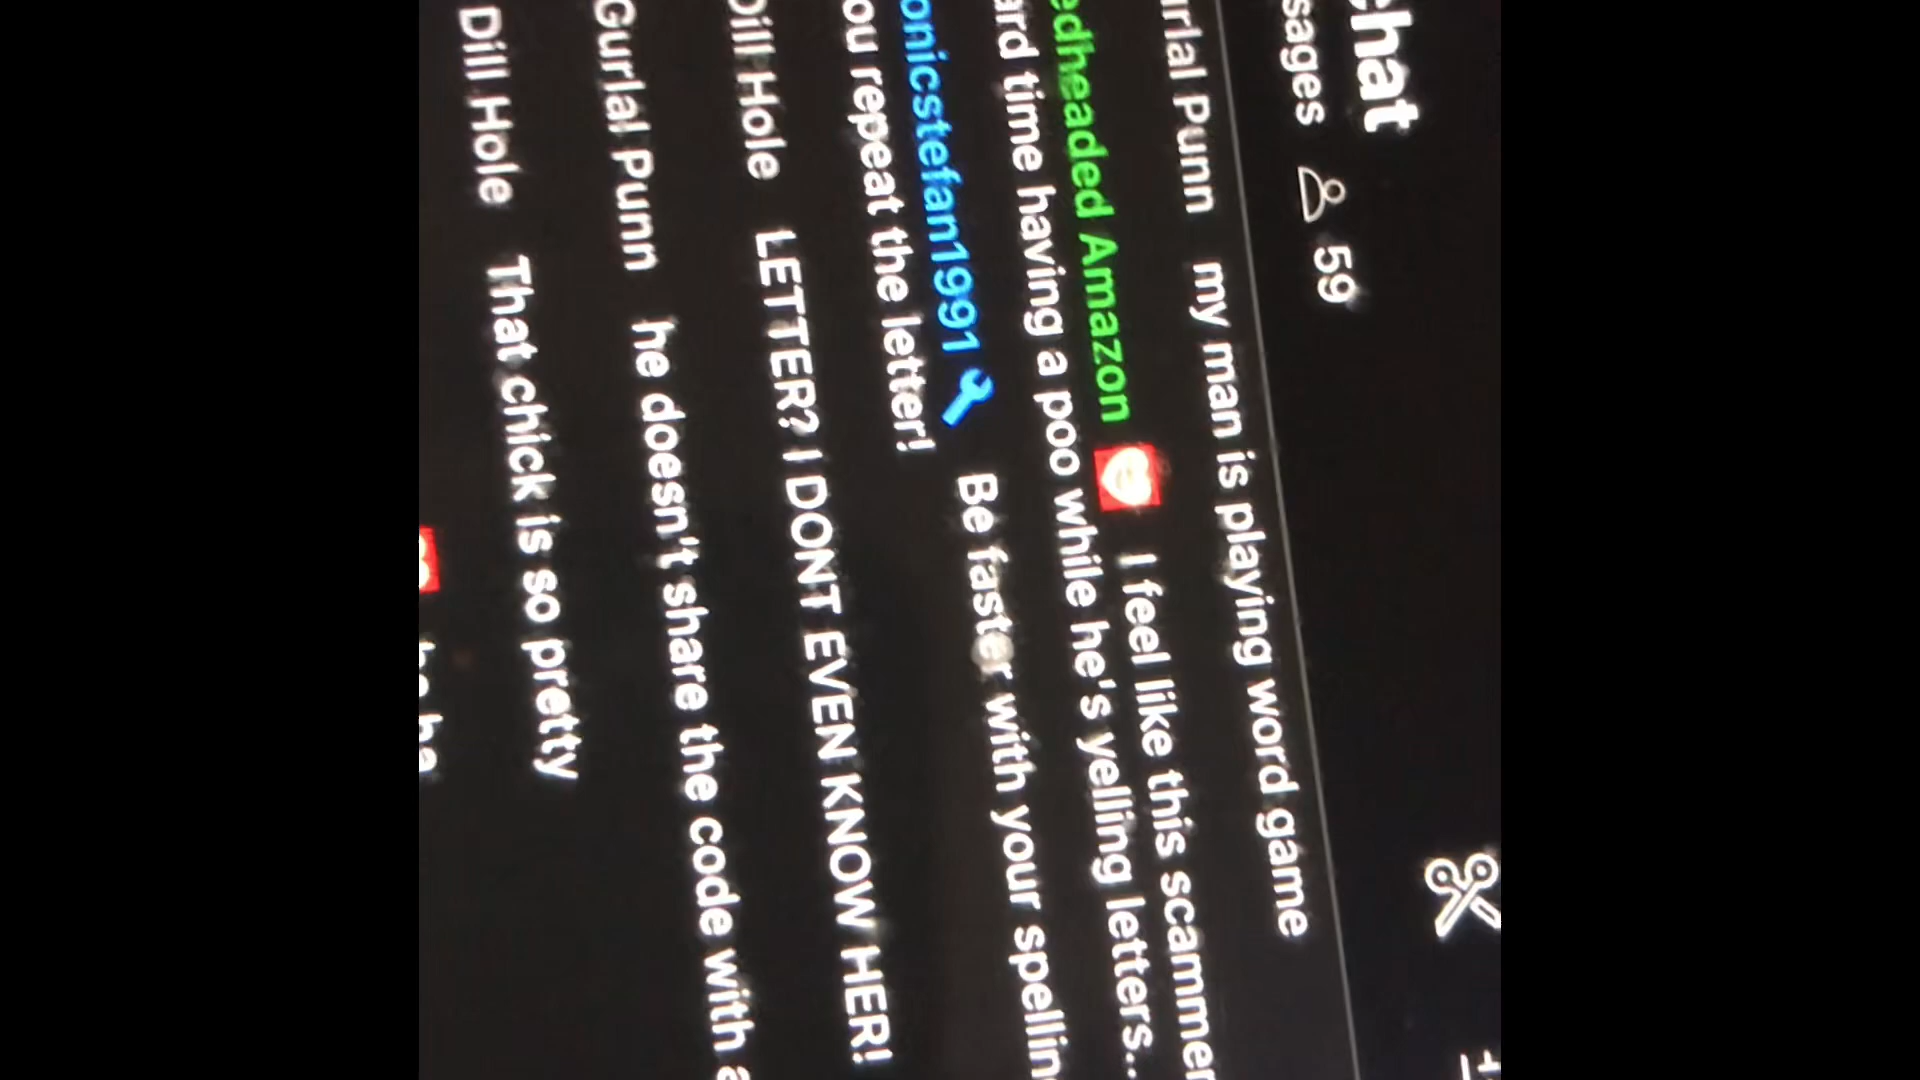 chat
sages 59
rlal Punn my man is playing word game
edheaded Amazon I feel like this scammer
ard time having a poo while he's yelling letters...
onicstefan1991 Be faster with your spellin
ou repeat the letter!
Dill Hole LETTER? I DONT EVEN KNOW HER!
Gurlal Punn he doesn't share the code with a
Dill Hole That chick is so pretty